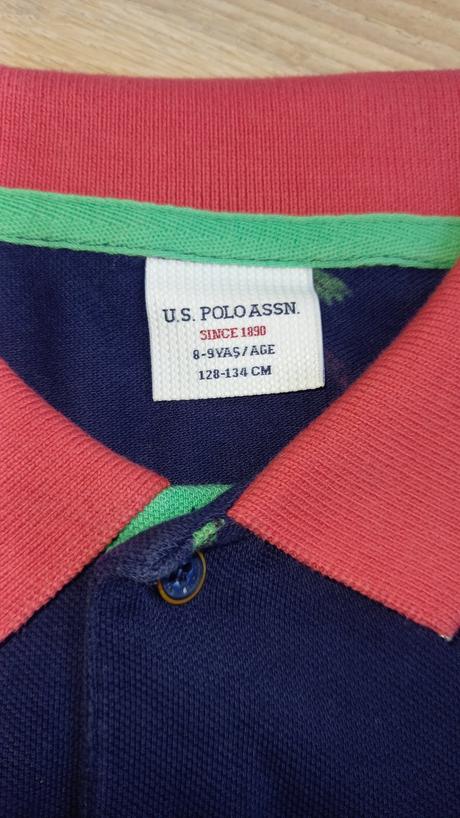 U.S. POLO ASSN.
SINCE 1890
8-9YAŞ/AGE
128-134 CM